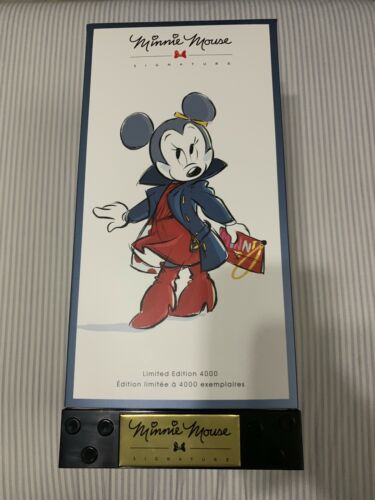 Minnie Mouse
SIGNATURE
Limited Edition 4000
Édition limitée à 4000 exemplaires
Minnie Mouse
SIGNATURE